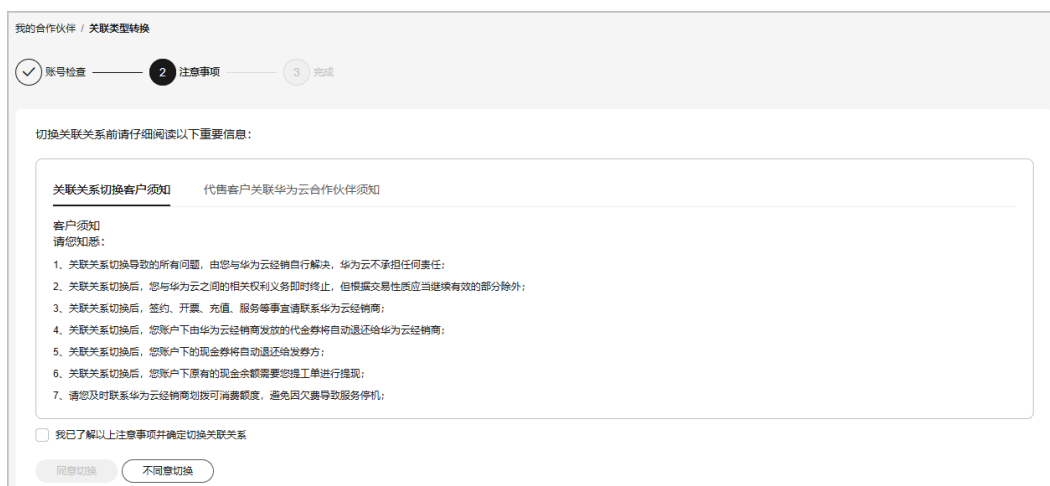 我的合作伙伴 / 关联类型转换
账号检查
2 注意事项
3 完成
切换关联关系前请仔细阅读以下重要信息：
关联关系切换客户须知 代售客户关联华为云合作伙伴须知
客户须知
请您知悉：
1、关联关系切换导致的所有问题，由您与华为云经销自行解决，华为云不承担任何责任；
2、关联关系切换后，您与华为云之间的相关权利义务即时终止，但根据交易性质应当继续有效的部分除外；
3、关联关系切换后，签约、开票、充值、服务等事宜请联系华为云经销商；
4、关联关系切换后，您账户下由华为云经销商发放的代金券将自动退还给华为云经销商；
5、关联关系切换后，您账户下的现金券将自动退还给发券方；
6、关联关系切换后，您账户下原有的现金余额需要您提工单进行提现；
7、请您及时联系华为云经销商划拨可消费额度，避免因欠费导致服务停机；
我已了解以上注意事项并确定切换关联关系
同意切换 不同意切换